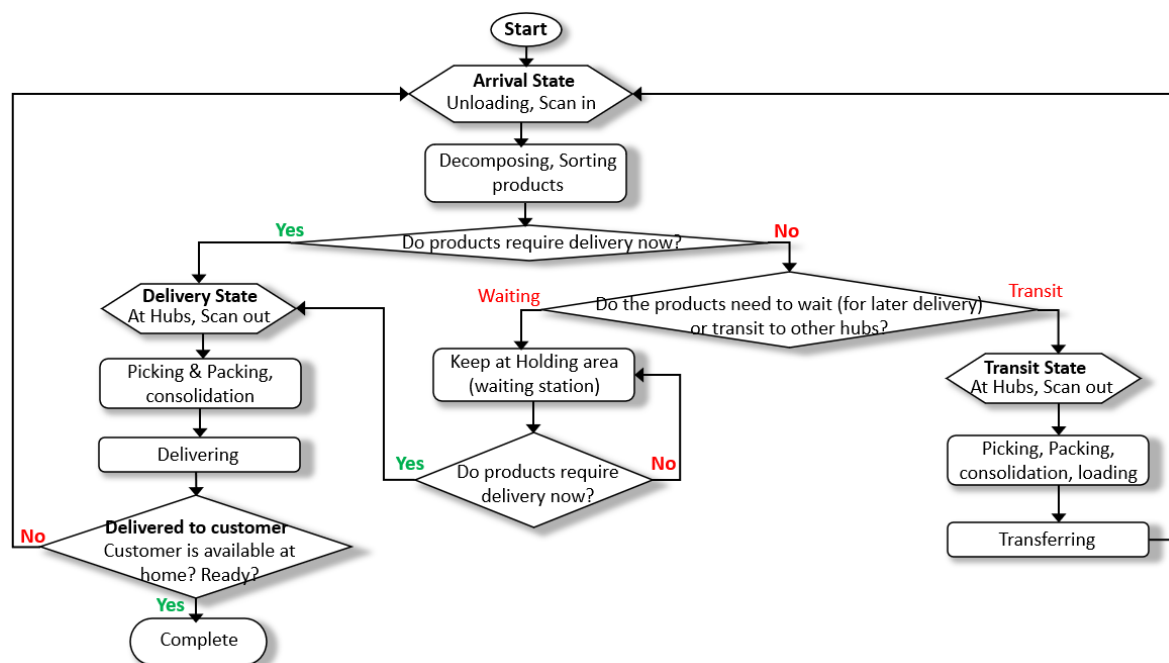 Start
Arrival State
Unloading, Scan in
Decomposing, Sorting
products
Yes
Do products require delivery now?
No
Delivery State
At Hubs, Scan out
Waiting
Do the products need to wait (for later delivery)
or transit to other hubs?
Transit
Picking & Packing,
consolidation
Keep at Holding area
(waiting station)
Transit State
At Hubs, Scan out
Delivering
Yes
Do products require
delivery now?
No
Picking, Packing,
consolidation, loading
No
Delivered to customer
Customer is available at
home? Ready?
Transferring
Yes
Complete